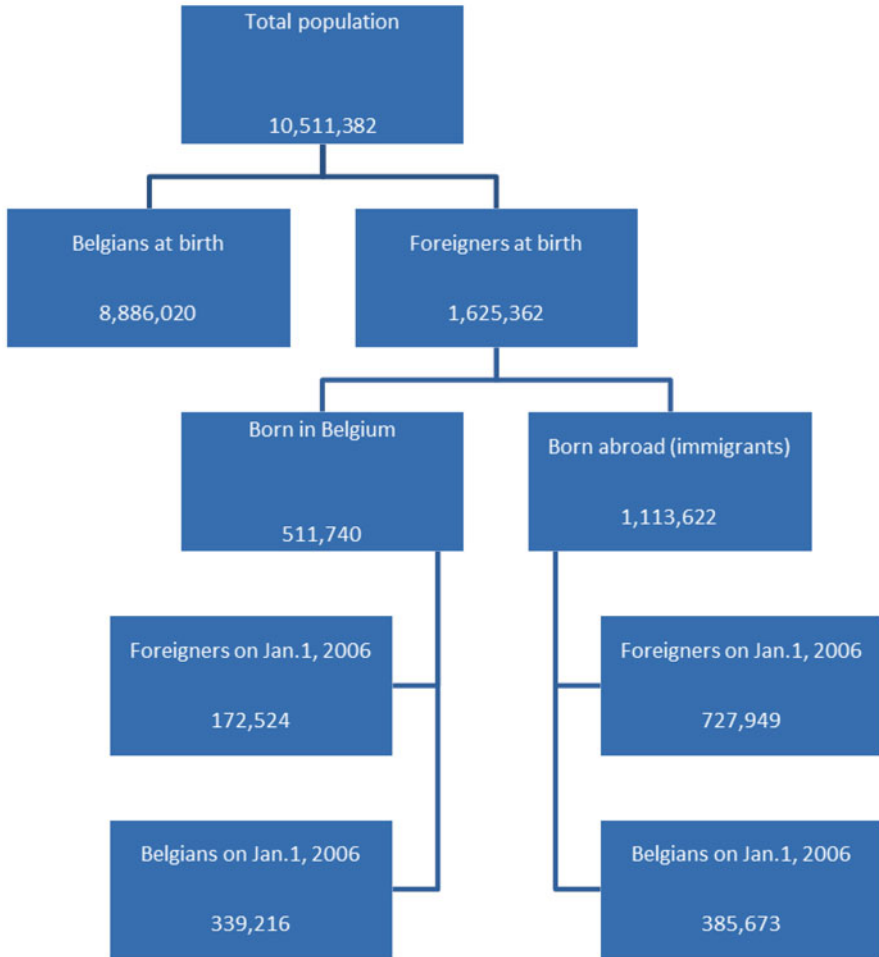 Total population
10,511,382
Belgians at birth
8,886,020
Foreigners at birth
1,625,362
Born in Belgium
511,740
Born abroad (immigrants)
1,113,622
Foreigners on Jan.1, 2006
172,524
Foreigners on Jan.1, 2006
727,949
Belgians on Jan.1, 2006
339,216
Belgians on Jan.1, 2006
385,673